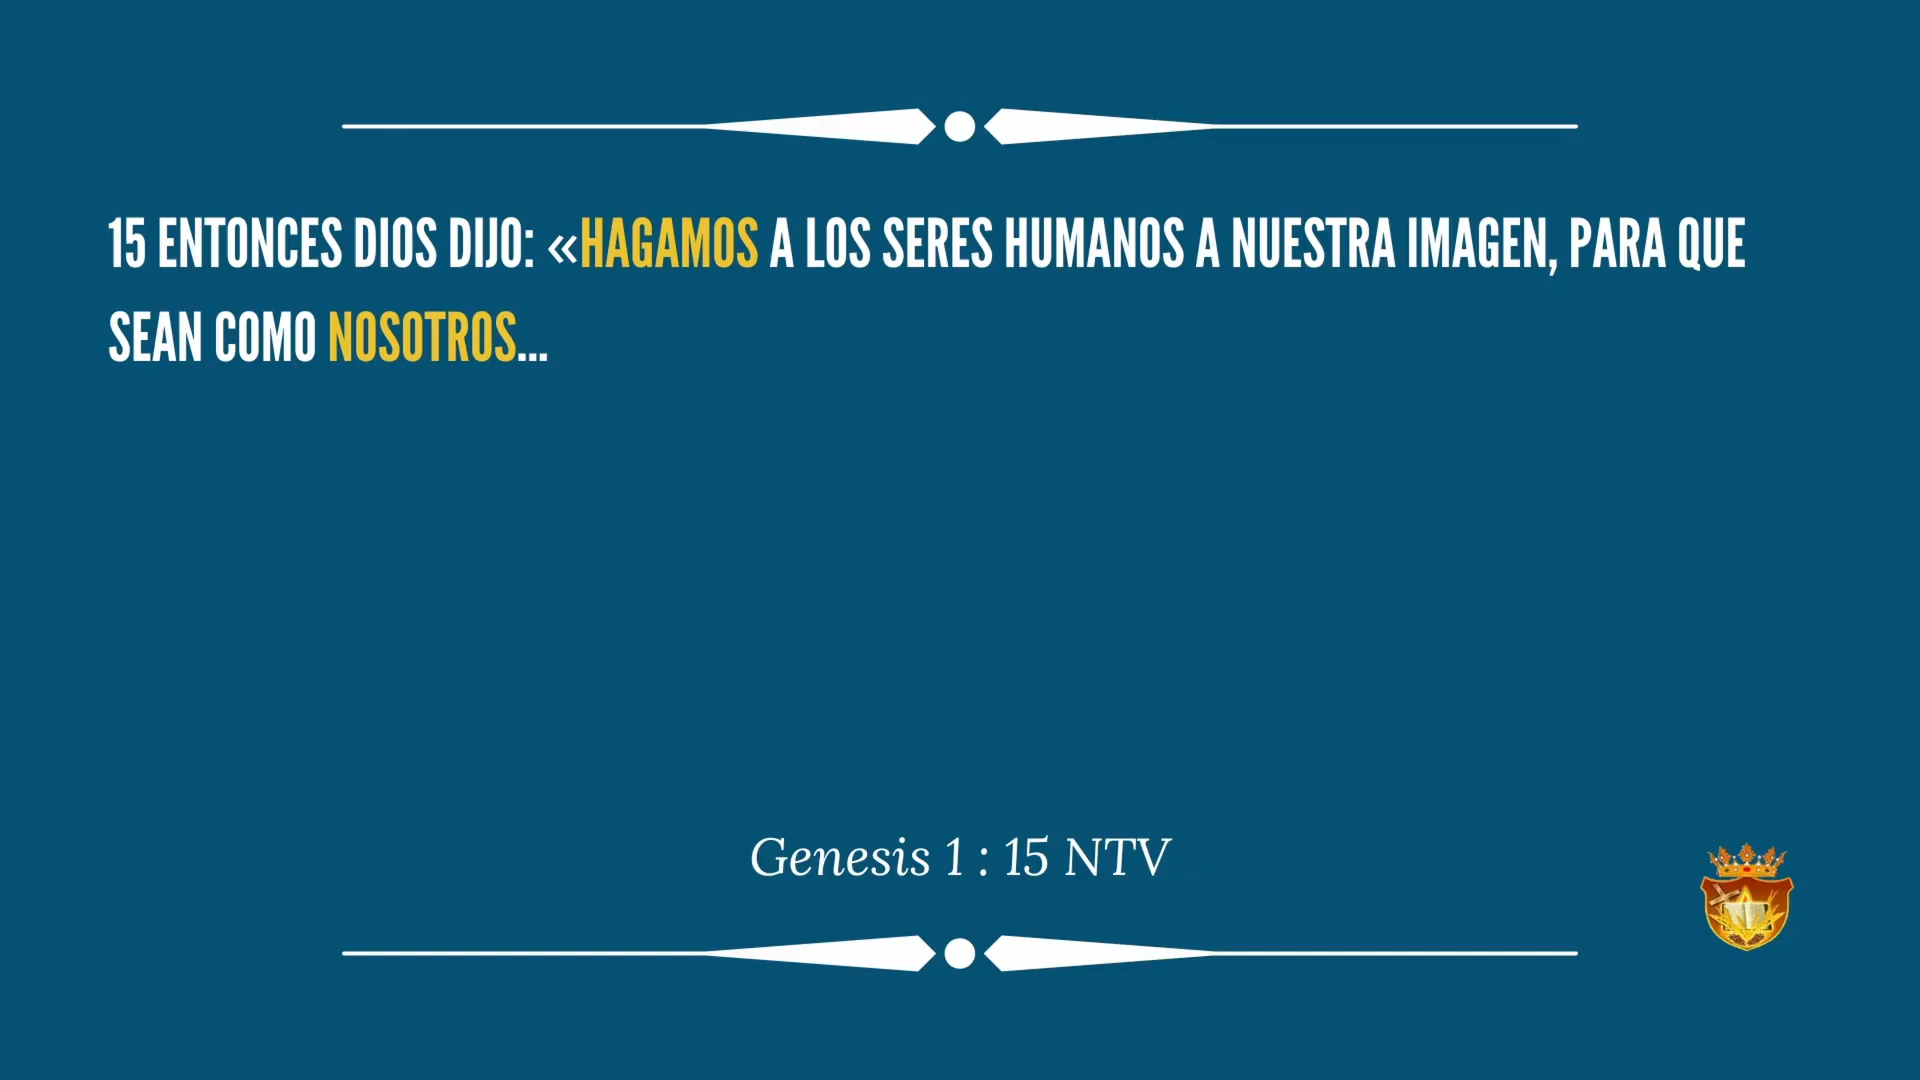 15 ENTONCES DIOS DIJO: «HAGAMOS A LOS SERES HUMANOS A NUESTRA IMAGEN, PARA QUE
SEAN COMO NOSOTROS...
Genesis 1 : 15 NTV